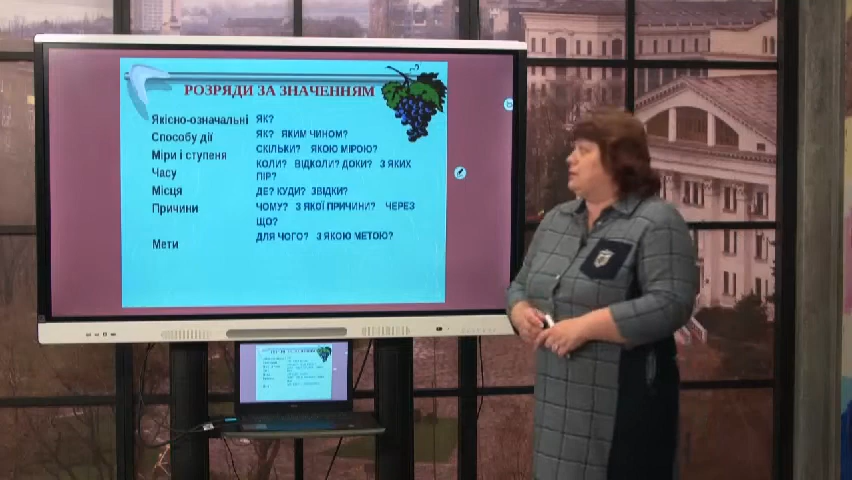 РОЗРЯДИ ЗА ЗНАЧЕННЯМ
Якісно-означальні ЯК?
Способу дії ЯК? ЯКИМ ЧИНОМ?
Міри і ступеня СКІЛЬКИ? ЯКОЮ МІРОЮ?
Часу КОЛИ? ВІДКОЛИ? ДОКИ? З ЯКИХ ПІР?
Місця ДЕ? КУДИ? ЗВІДКИ?
Причини ЧОМУ? З ЯКОЇ ПРИЧИНИ? ЧЕРЕЗ ЩО?
Мети ДЛЯ ЧОГО? З ЯКОЮ МЕТОЮ?